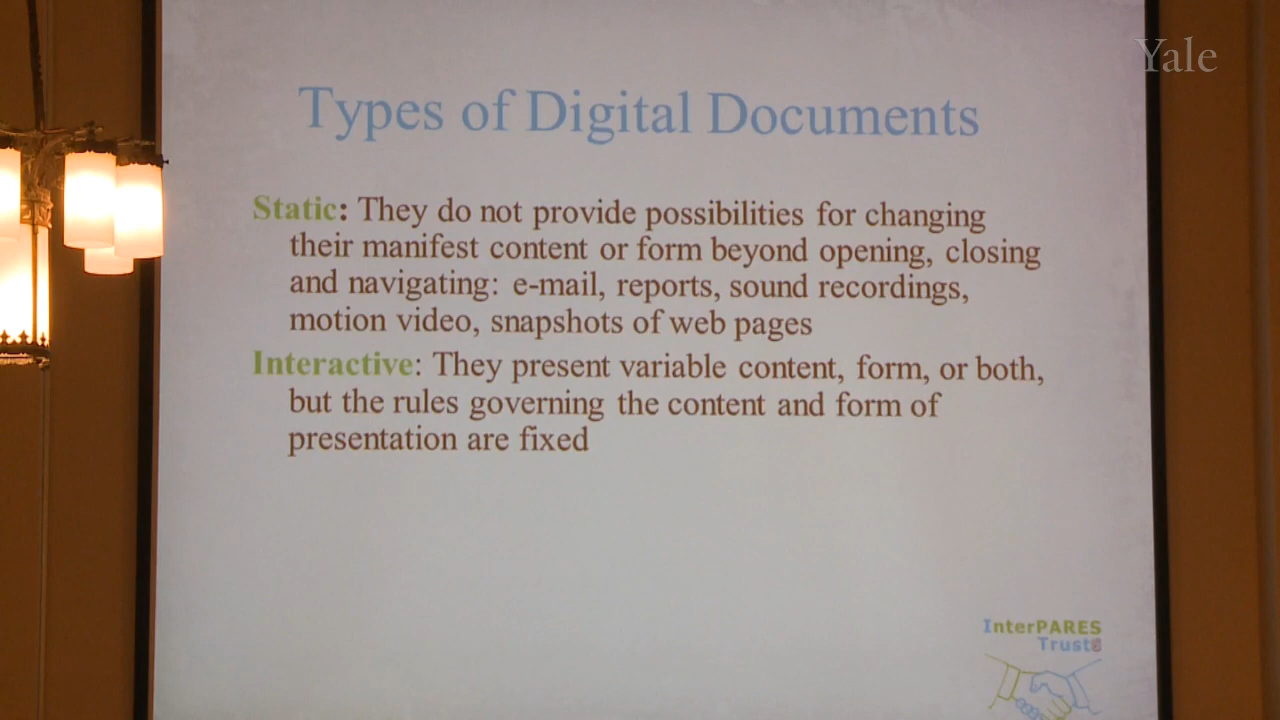 Yale
Types of Digital Documents
Static: They do not provide possibilities for changing
their manifest content or form beyond opening, closing
and navigating: e-mail, reports, sound recordings,
motion video, snapshots of web pages
Interactive: They present variable content, form, or both,
but the rules governing the content and form of
presentation are fixed
InterPARES
Trust